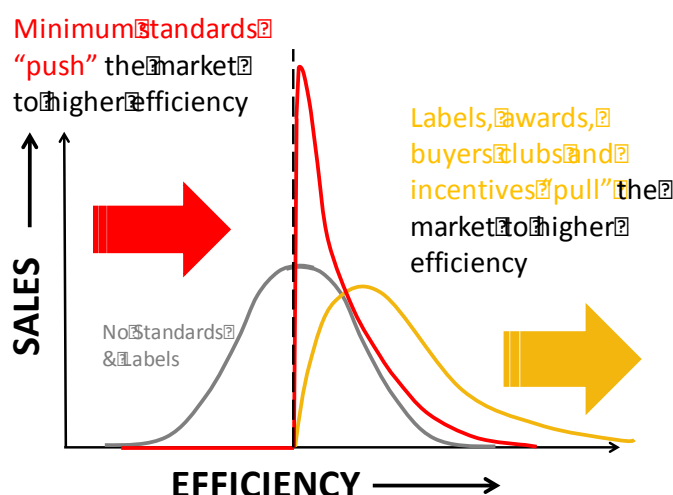 Minimum standards
“push” the market
to higher efficiency
Labels, awards,
buyers clubs and
incentives “pull” the
market to higher
efficiency
SALES
No Standards
& Labels
EFFICIENCY